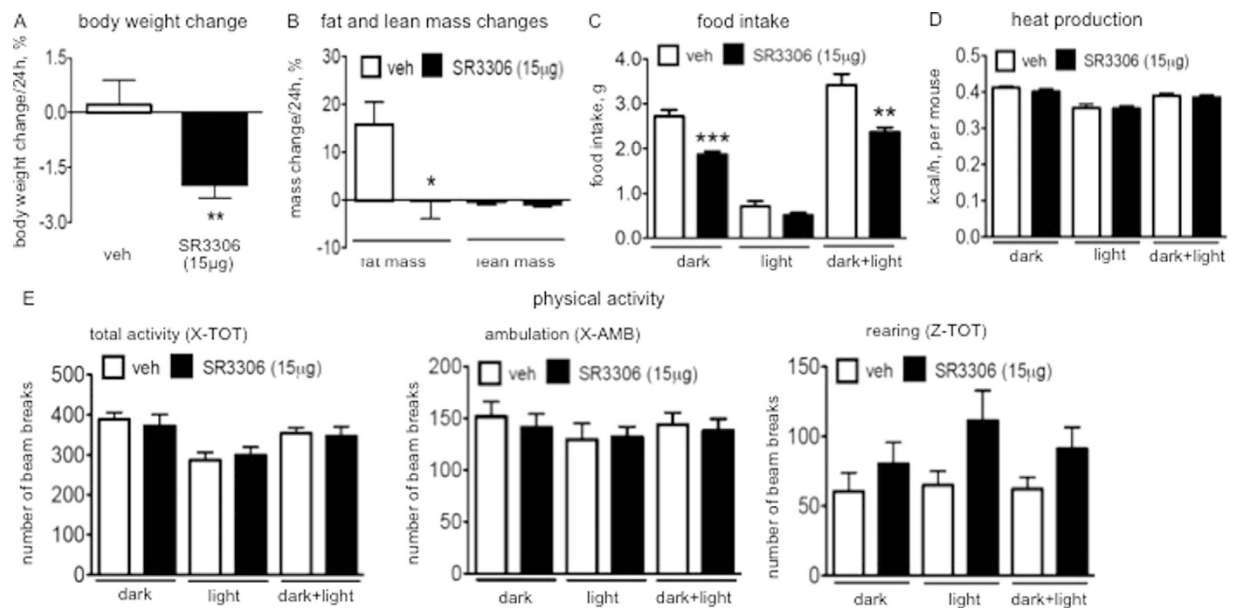 A body weight change
body weight change/24h, %
1.5
0.0
-1.5
-3.0
**
veh
SR3306
(15µg)
B fat and lean mass changes
mass change/24h, %
30
20
10
0
-10
veh SR3306 (15µg)
*
fat mass lean mass
C food intake
food intake, g
4.0
3.0
2.0
1.0
0.0
veh SR3306 (15µg)
***
**
dark light dark+light
D heat production
kcal/h, per mouse
0.5
0.4
0.3
0.2
0.1
0.0
veh SR3306 (15µg)
dark light dark+light
E physical activity
total activity (X-TOT)
number of beam breaks
500
400
300
200
100
0
veh SR3306 (15µg)
dark light dark+light
ambulation (X-AMB)
number of beam breaks
200
150
100
50
0
veh SR3306 (15µg)
dark light dark+light
rearing (Z-TOT)
number of beam breaks
150
100
50
0
veh SR3306 (15µg)
dark light dark+light